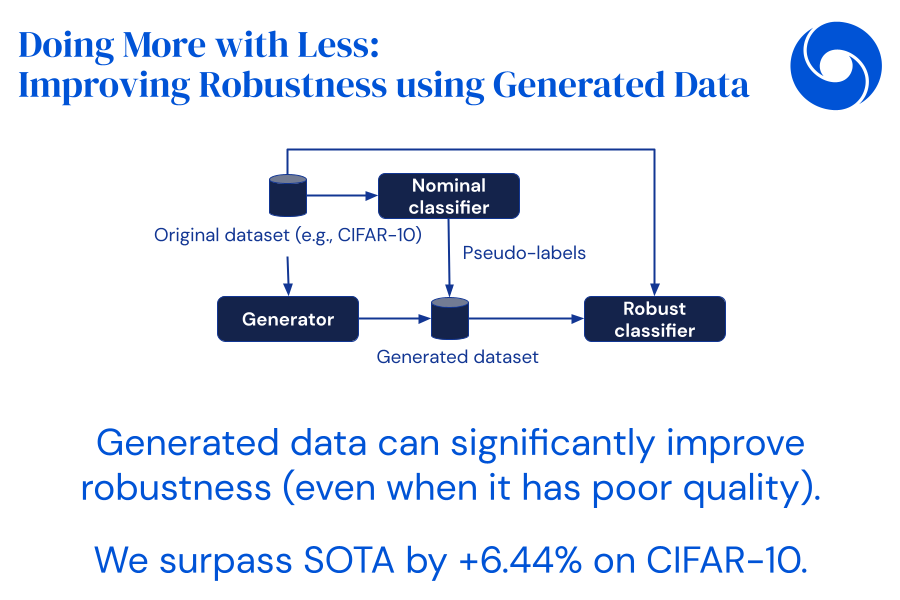 Doing More with Less:
Improving Robustness using Generated Data
Nominal
classifier
Original dataset (e.g., CIFAR-10)
Pseudo-labels
Generator
Robust
classifier
Generated dataset
Generated data can significantly improve
robustness (even when it has poor quality).
We surpass SOTA by +6.44% on CIFAR-10.